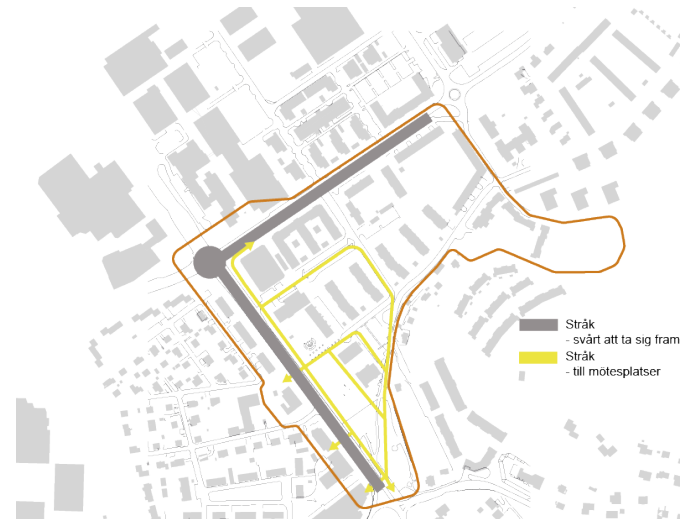 Stråk
- svårt att ta sig fram
Stråk
- till mötesplatser